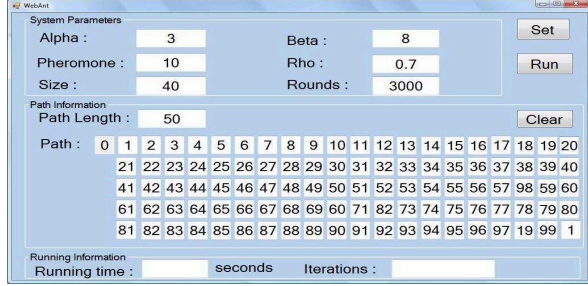 WebAnt
System Parameters
Alpha : 3 Beta : 8 Set
Pheromone : 10 Rho : 0.7 Run
Size : 40 Rounds : 3000
Path Information
Path Length : 50 Clear
Path : 0 1 2 3 4 5 6 7 8 9 10 11 12 13 14 15 16 17 18 19 20
21 22 23 24 25 26 27 28 29 30 31 32 33 34 35 36 37 38 39 40
41 42 43 44 45 46 47 48 49 50 51 52 53 54 55 56 57 98 59 60
61 62 63 64 65 66 67 68 69 60 71 82 73 74 75 76 77 78 79 80
81 82 83 84 85 86 87 88 89 90 91 92 93 94 95 96 97 19 99 1
Running Information
Running time : seconds Iterations :